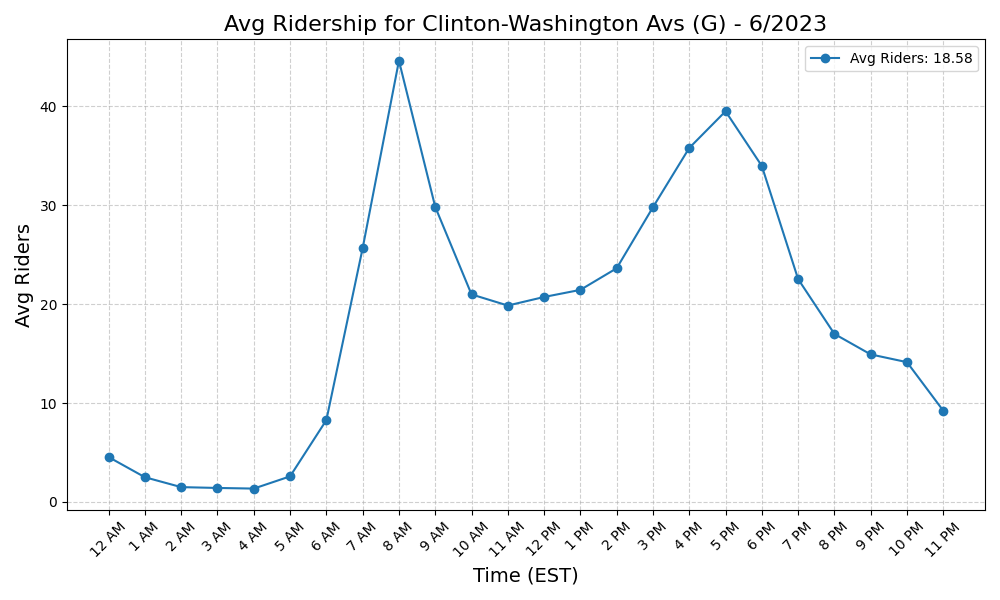 Avg Ridership for Clinton-Washington Avs (G) - 6/2023
Avg Riders: 18.58
Avg Riders
40
30
20
10
0
12 AM
1 AM
2 AM
3 AM
4 AM
5 AM
6 AM
7 AM
8 AM
9 AM
10 AM
11 AM
12 PM
1 PM
2 PM
3 PM
4 PM
5 PM
6 PM
7 PM
8 PM
9 PM
10 PM
11 PM
Time (EST)